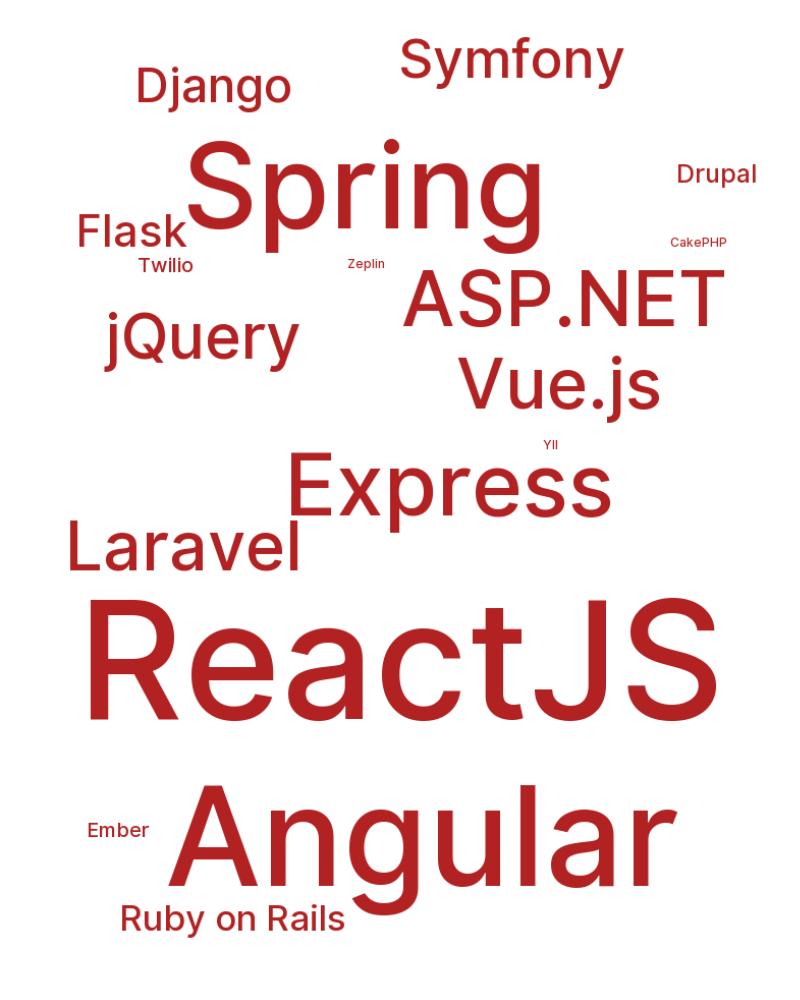 Symfony
Django
Spring
Drupal
Flask
CakePHP
Twilio
Zeplin
ASP.NET
jQuery
Vue.js
YII
Express
Laravel
ReactJS
Ember
Angular
Ruby on Rails